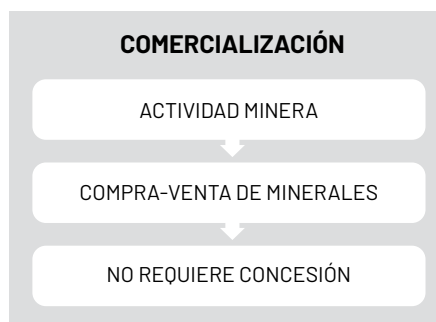 COMERCIALIZACIÓN
ACTIVIDAD MINERA
COMPRA-VENTA DE MINERALES
NO REQUIERE CONCESIÓN